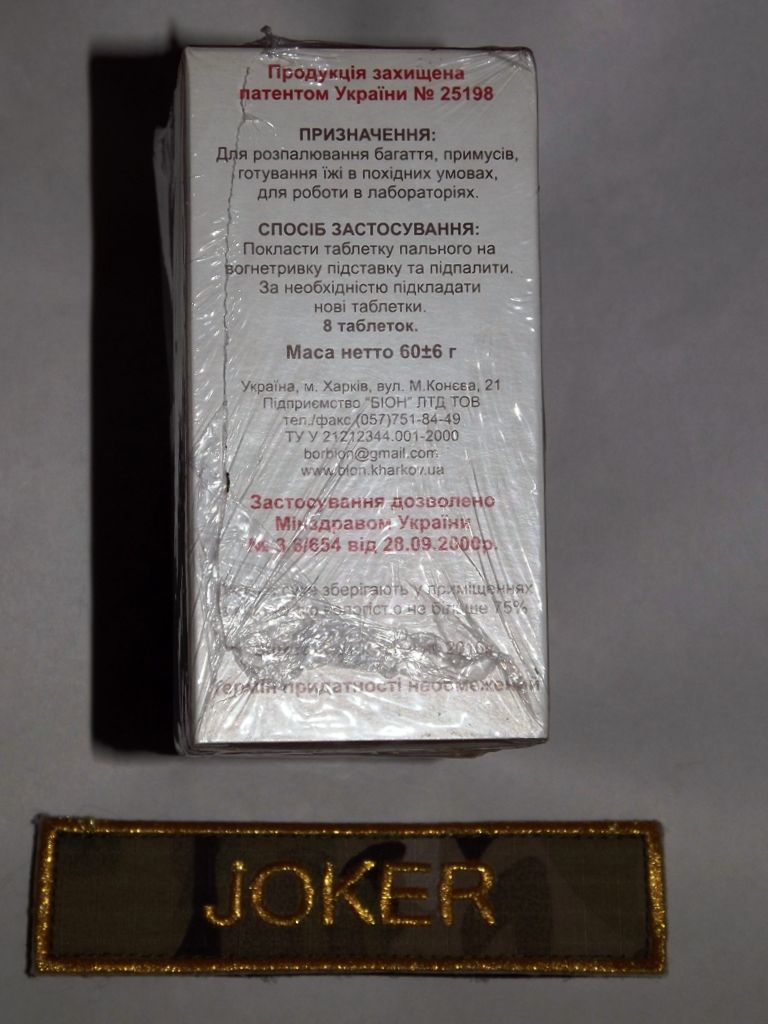 Продукція захищена
патентом України № 25198
ПРИЗНАЧЕННЯ:
Для розпалювання багаття, примусів,
готування їжі в похідних умовах,
для роботи в лабораторіях.
СПОСІБ ЗАСТОСУВАННЯ:
Покласти таблетку пального на
вогнетривку підставку та підпалити.
За необхідністю підкладати
нові таблетки.
8 таблеток.
Маса нетто 60±6 г
Україна, м. Харків, вул. М.Конєва, 21
Підприємство "БІОН" ЛТД ТОВ
тел./факс (057)751-84-49
ТУ У 21212344.001-2000
borbion@gmail.com
www.bion.kharkov.ua
Застосування дозволено
Мінздравом України
№ 3.8/654 від 28.09.2000р.
зберігають у приміщеннях
не більше 75%
Термін придатності необмежений
JOKER